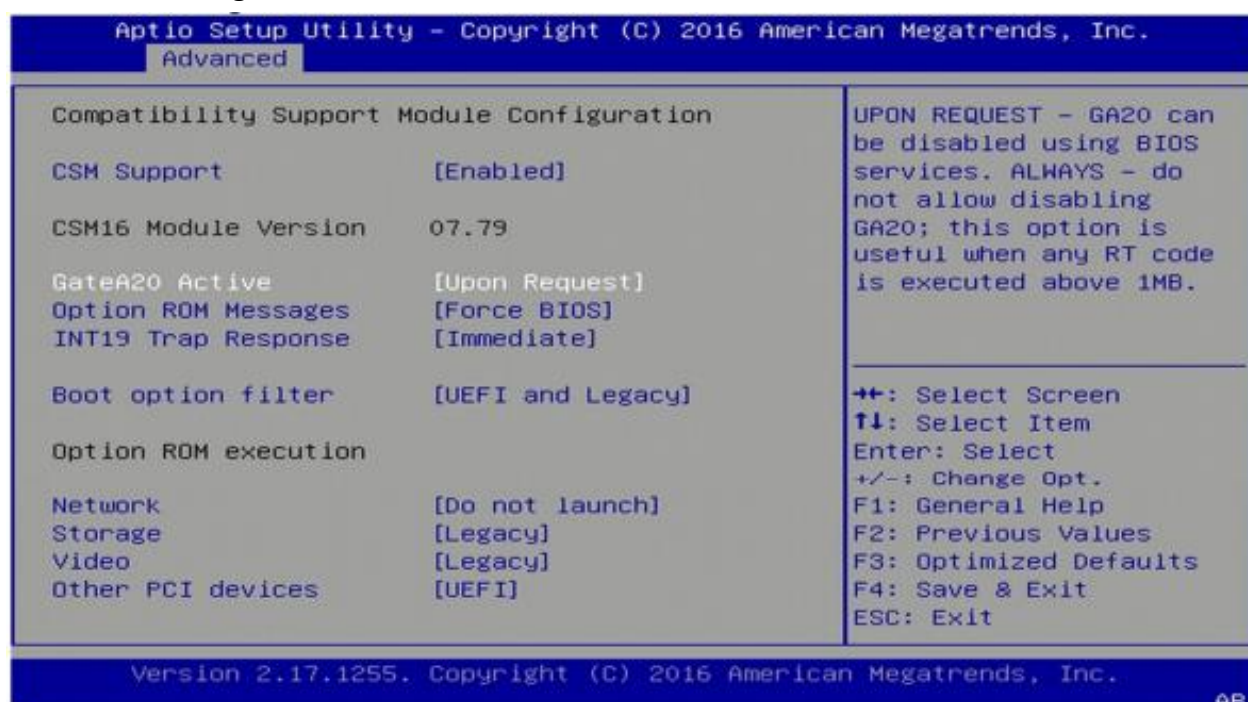 Aptio Setup Utility – Copyright (C) 2016 American Megatrends, Inc.
Advanced
Compatibility Support Module Configuration
CSM Support [Enabled]
CSM16 Module Version 07.79
GateA20 Active [Upon Request]
Option ROM Messages [Force BIOS]
INT19 Trap Response [Immediate]
Boot option filter [UEFI and Legacy]
Option ROM execution
Network [Do not launch]
Storage [Legacy]
Video [Legacy]
Other PCI devices [UEFI]
UPON REQUEST – GA20 can
be disabled using BIOS
services. ALWAYS – do
not allow disabling
GA20; this option is
useful when any RT code
is executed above 1MB.
→←: Select Screen
↑↓: Select Item
Enter: Select
+/-: Change Opt.
F1: General Help
F2: Previous Values
F3: Optimized Defaults
F4: Save & Exit
ESC: Exit
Version 2.17.1255. Copyright (C) 2016 American Megatrends, Inc.